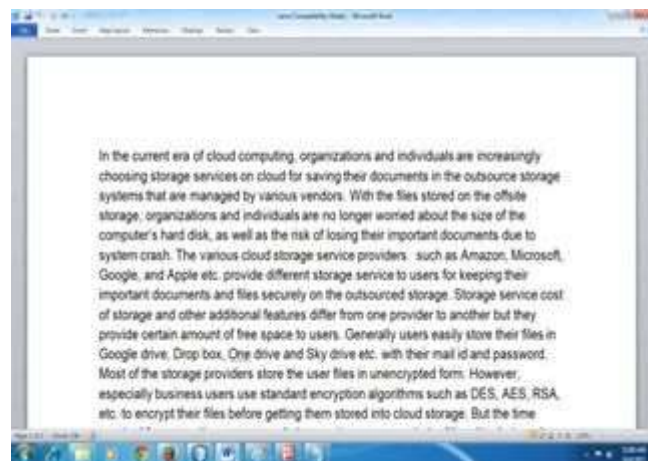 In the current era of cloud computing, organizations and individuals are increasingly
choosing storage services on cloud for saving their documents in the outsource storage
systems that are managed by various vendors. With the files stored on the offsite
storage, organizations and individuals are no longer worried about the size of the
computer's hard disk, as well as the risk of losing their important documents due to
system crash. The various cloud storage service providers such as Amazon, Microsoft,
Google, and Apple etc. provide different storage service to users for keeping their
important documents and files securely on the outsourced storage. Storage service cost
of storage and other additional features differ from one provider to another but they
provide certain amount of free space to users. Generally users easily store their files in
Google drive, Drop box, One drive and Sky drive etc. with their mail id and password.
Most of the storage providers store the user files in unencrypted form. However,
especially business users use standard encryption algorithms such as DES, AES, RSA,
etc. to encrypt their files before getting them stored into cloud storage. But the time